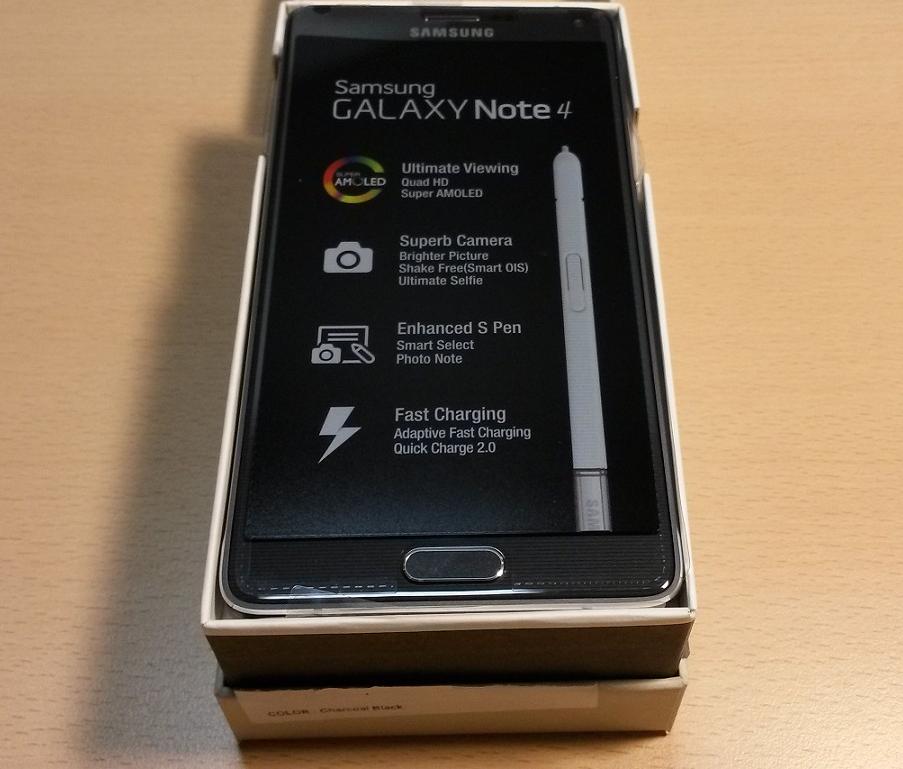 SAMSUNG
Samsung
GALAXY Note 4
SUPER
AMOLED
Ultimate Viewing
Quad HD
Super AMOLED
Superb Camera
Brighter Picture
Shake Free(Smart OIS)
Ultimate Selfie
Enhanced S Pen
Smart Select
Photo Note
Fast Charging
Adaptive Fast Charging
Quick Charge 2.0
SAM
COLOR : Charcoal Black